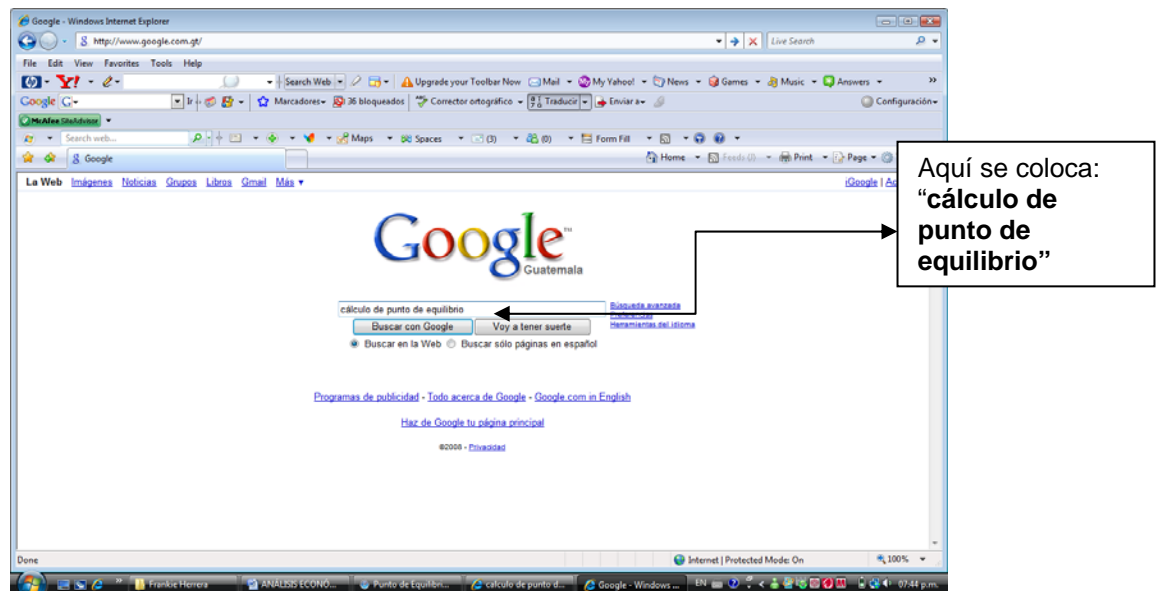 Google - Windows Internet Explorer
http://www.google.com.gt/
Live Search
File Edit View Favorites Tools Help
Y! Search Web Upgrade your Toolbar Now Mail My Yahoo! News Games Music Answers »
Google G Ir Marcadores 36 bloqueados Corrector ortográfico Traducir Enviar a Configuración
McAfee SiteAdvisor
Search web... Maps Spaces (3) (0) Form Fill
Google Home Feeds (J) Print Page
La Web Imágenes Noticias Grupos Libros Gmail Más iGoogle |
Aquí se coloca:
“cálculo de
punto de
equilibrio”
Google™
Guatemala
cálculo de punto de equilibrio
Búsqueda avanzada
Preferencias
Herramientas del idioma
Buscar con Google Voy a tener suerte
Buscar en la Web Buscar sólo páginas en español
Programas de publicidad - Todo acerca de Google - Google.com in English
Haz de Google tu página principal
©2008 - Privacidad
Done Internet | Protected Mode: On 100%
» Frankie Herrera ANÁLISIS ECONÓ... Punto de Equilibri... calculo de punto d... Google - Windows ... EN 07:44 p.m.